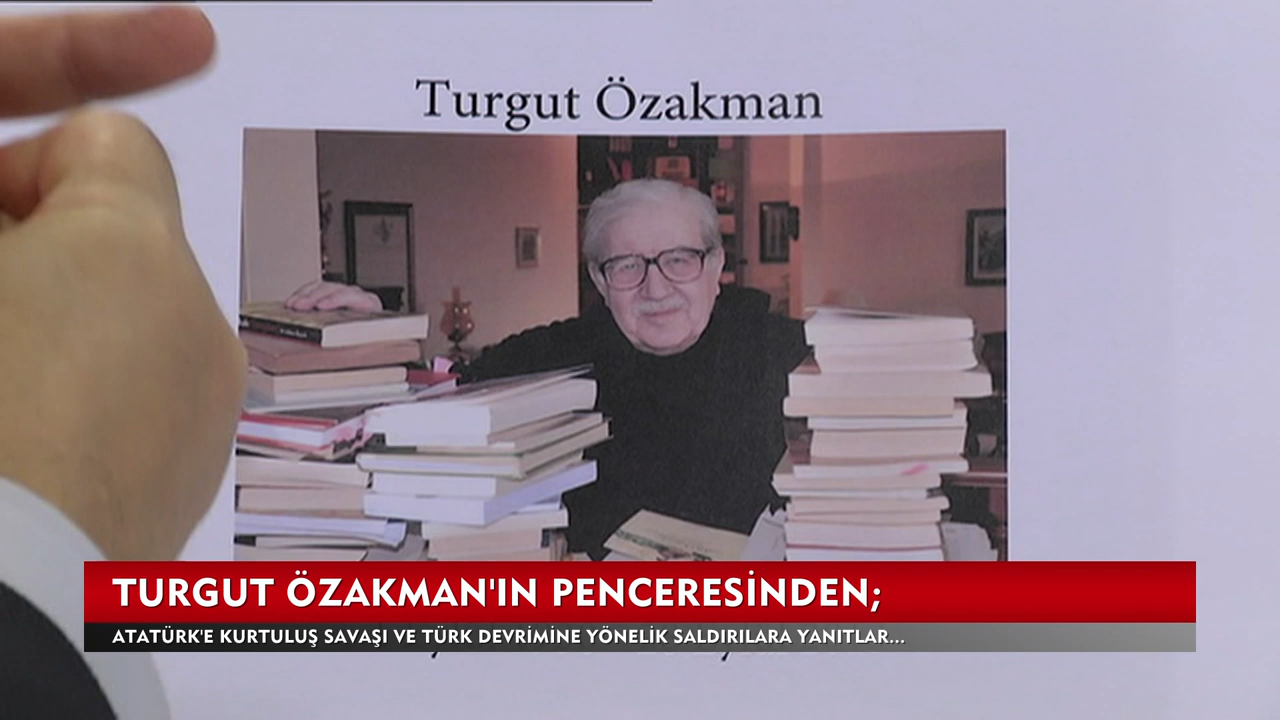 Turgut Özakman
TURGUT ÖZAKMAN'IN PENCERESİNDEN;
ATATÜRK'E KURTULUŞ SAVAŞI VE TÜRK DEVRİMİNE YÖNELİK SALDIRILARA YANITLAR...